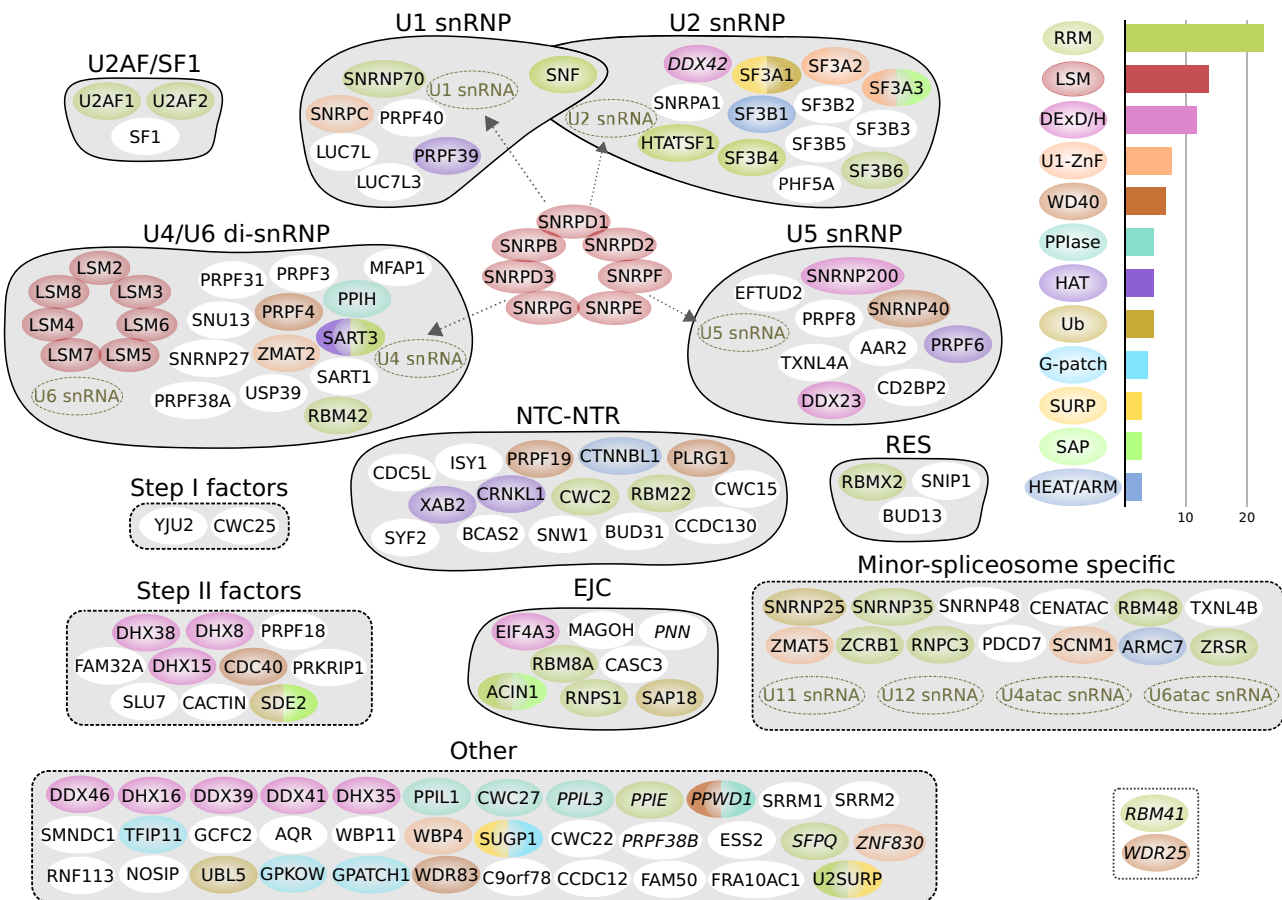 U2AF/SF1
U2AF1 U2AF2
SF1
U1 snRNP
SNRNP70
U1 snRNA
SNF
SNRPC
PRPF40
LUC7L
PRPF39
LUC7L3
U2 snRNP
DDX42
SF3A1
SF3A2
SF3A3
U2 snRNA
SNRPA1
SF3B1
SF3B2
SF3B3
HTATSF1
SF3B4
SF3B5
SF3B6
PHF5A
RRM
LSM
DExD/H
U1-ZnF
WD40
PPIase
HAT
Ub
G-patch
SURP
SAP
HEAT/ARM
10 20
SNRPD1
SNRPB
SNRPD2
SNRPD3
SNRPF
SNRPG
SNRPE
U4/U6 di-snRNP
LSM2
LSM8
LSM3
LSM4
LSM6
LSM7
LSM5
U6 snRNA
PRPF31
PRPF3
MFAP1
SNU13
PRPF4
PPIH
SART3
SNRNP27
ZMAT2
U4 snRNA
PRPF38A
USP39
SART1
RBM42
U5 snRNP
SNRNP200
EFTUD2
SNRNP40
U5 snRNA
PRPF8
TXNL4A
AAR2
PRPF6
DDX23
CD2BP2
NTC-NTR
CDC5L
ISY1
PRPF19
CTNNBL1
PLRG1
XAB2
CRNKL1
CWC2
RBM22
CWC15
SYF2
BCAS2
SNW1
BUD31
CCDC130
RES
RBMX2
SNIP1
BUD13
Step I factors
YJU2 CWC25
Step II factors
DHX38 DHX8 PRPF18
FAM32A DHX15 CDC40 PRKRIP1
SLU7 CACTIN SDE2
EJC
EIF4A3 MAGOH PNN
RBM8A CASC3
ACIN1 RNPS1 SAP18
Minor-spliceosome specific
SNRNP25 SNRNP35 SNRNP48 CENATAC RBM48 TXNL4B
ZMAT5 ZCRB1 RNPC3 PDCD7 SCNM1 ARMC7 ZRSR
U11 snRNA U12 snRNA U4atac snRNA U6atac snRNA
Other
DDX46 DHX16 DDX39 DDX41 DHX35 PPIL1 CWC27 PPIL3 PPIE PPWD1 SRRM1 SRRM2
SMNDC1 TFIP11 GCFC2 AQR WBP11 WBP4 SUGP1 CWC22 PRPF38B ESS2 SFPQ ZNF830
RNF113 NOSIP UBL5 GPKOW GPATCH1 WDR83 C9orf78 CCDC12 FAM50 FRA10AC1 U2SURP
RBM41
WDR25